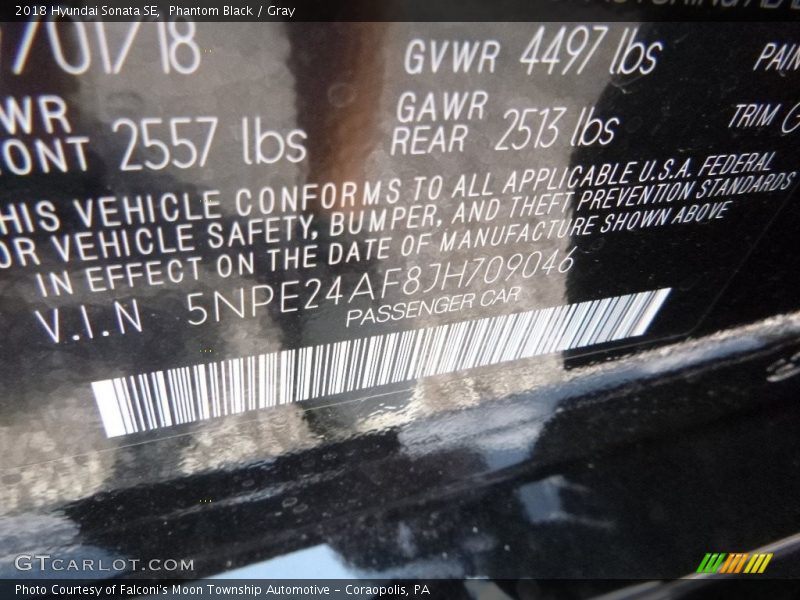 2018 Hyundai Sonata SE, Phantom Black / Gray
/01/18
GVWR 4497 lbs
WR
ONT 2557 lbs
GAWR
REAR 2513 lbs
TRIM
THIS VEHICLE CONFORMS TO ALL APPLICABLE U.S.A. FEDERAL
OR VEHICLE SAFETY, BUMPER, AND THEFT PREVENTION STANDARDS
IN EFFECT ON THE DATE OF MANUFACTURE SHOWN ABOVE
V.I.N 5NPE24AF8JH709046
PASSENGER CAR
GTCARLOT.COM
Photo Courtesy of Falconi's Moon Township Automotive - Coraopolis, PA